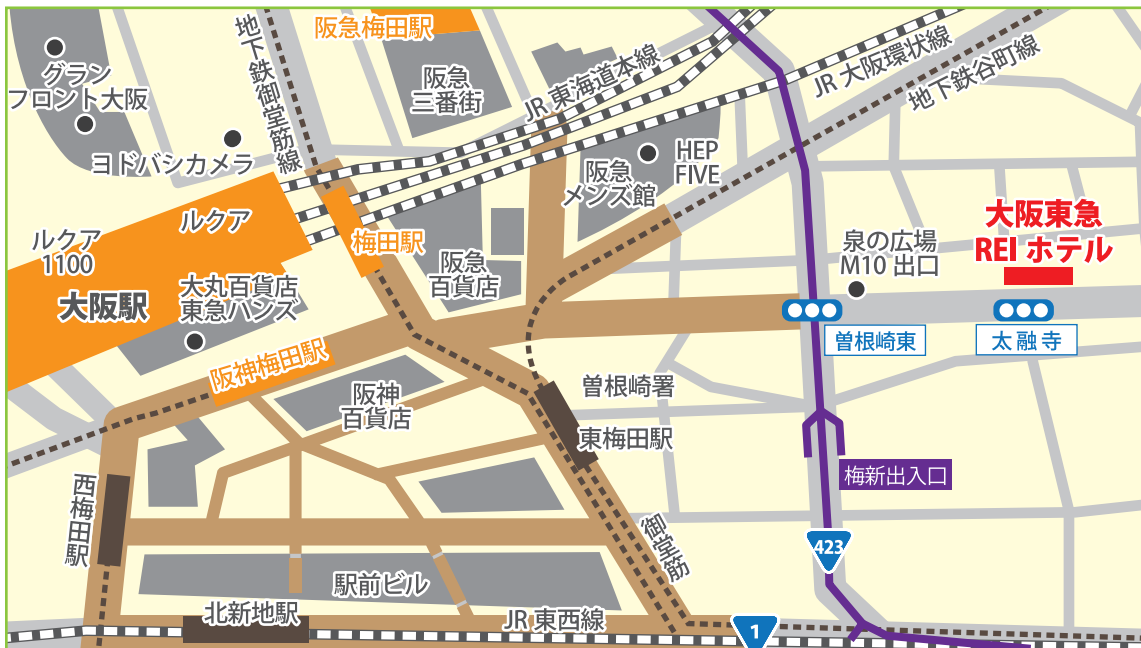 阪急梅田駅
グラン
フロント大阪
地下鉄御堂筋線
阪急
三番街
JR 東海道本線
JR 大阪環状線
地下鉄谷町線
ヨドバシカメラ
HEP
FIVE
阪急
メンズ館
大阪東急
REI ホテル
ルクア
ルクア
1100
梅田駅
泉の広場
M10 出口
阪急
百貨店
大丸百貨店
東急ハンズ
大阪駅
曽根崎東
太融寺
阪神梅田駅
阪神
百貨店
曽根崎署
東梅田駅
梅新出入口
西梅田駅
御堂筋
423
駅前ビル
北新地駅
JR 東西線
1